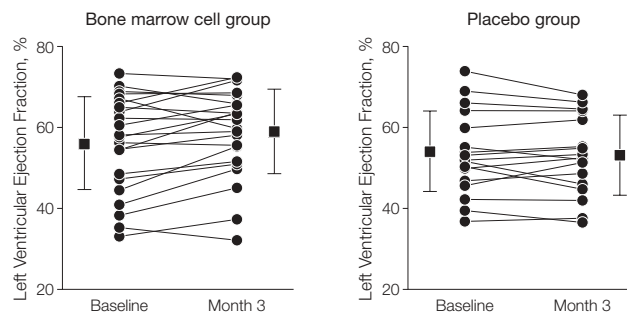 Bone marrow cell group
Left Ventricular Ejection Fraction, %
80
60
40
20
Baseline Month 3
Placebo group
Left Ventricular Ejection Fraction, %
80
60
40
20
Baseline Month 3